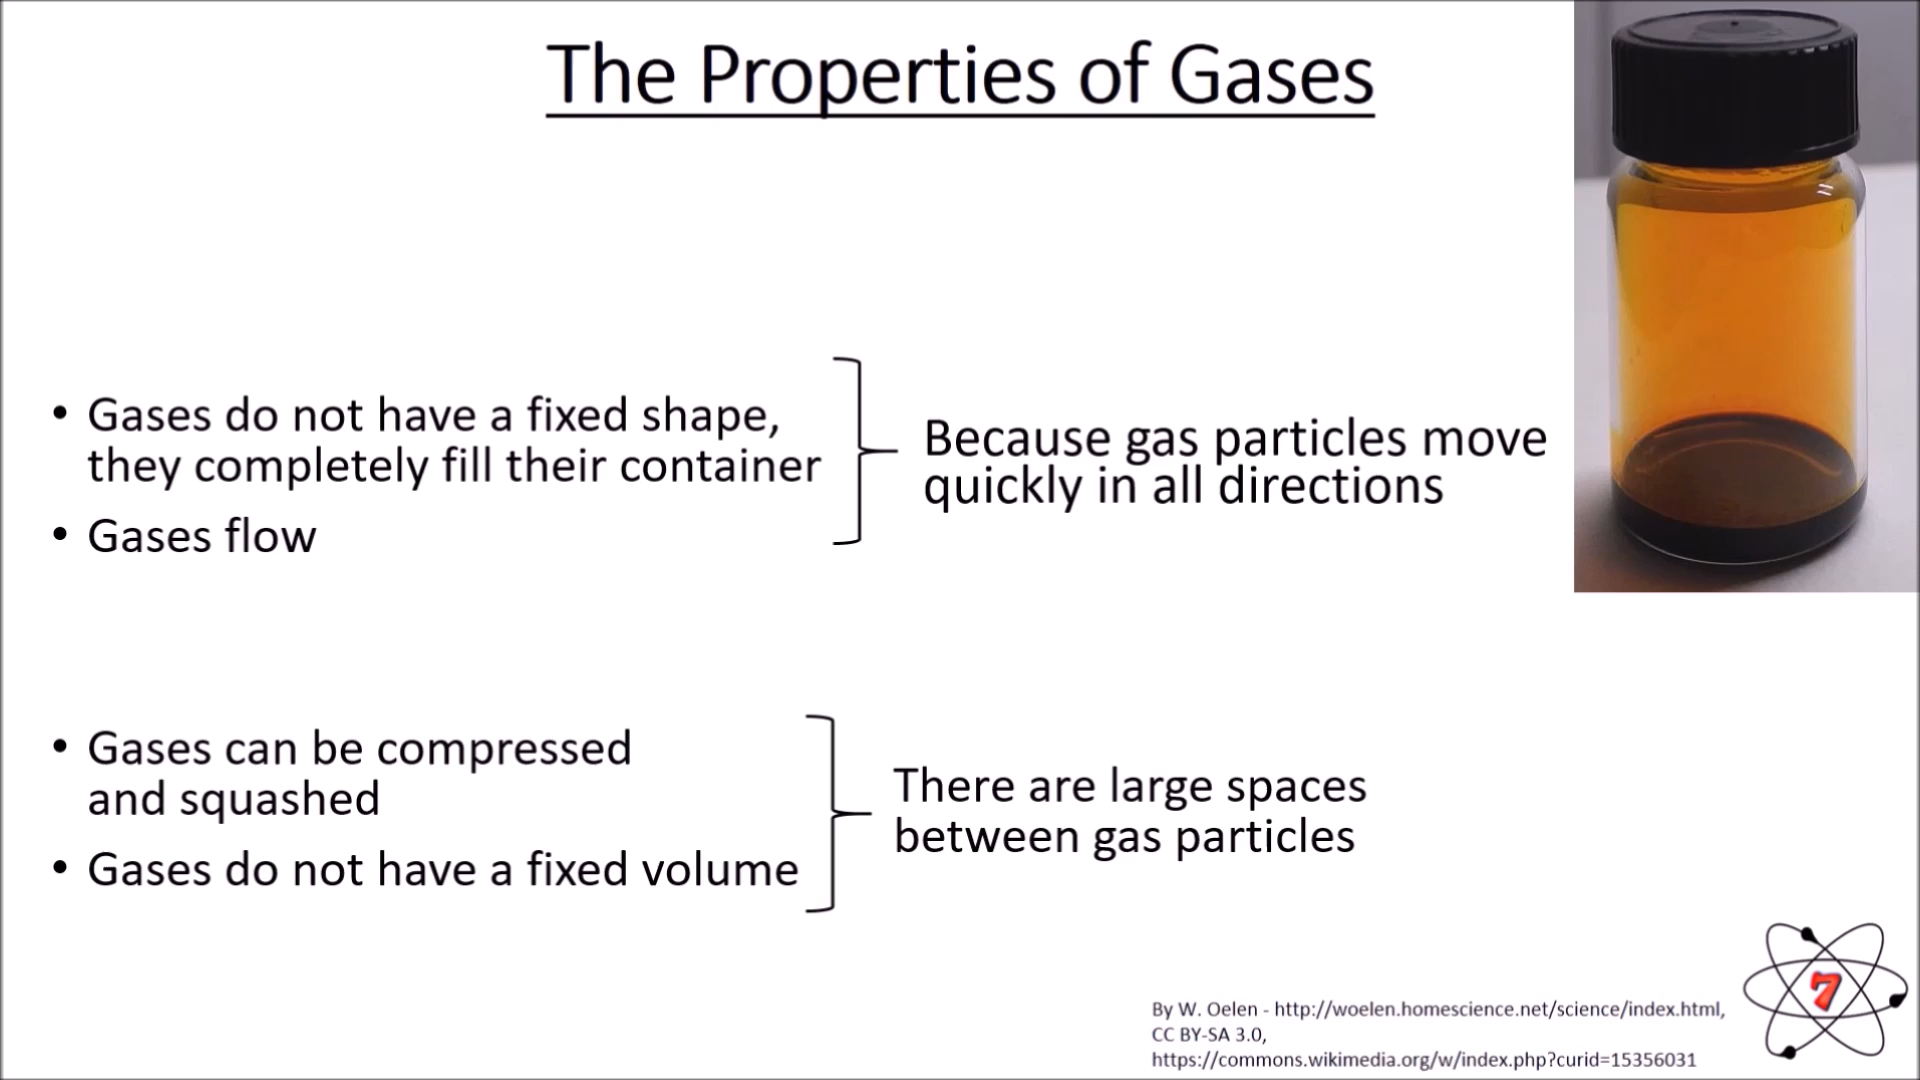 The Properties of Gases
• Gases do not have a fixed shape,
they completely fill their container
• Gases flow
Because gas particles move
quickly in all directions
• Gases can be compressed
and squashed
• Gases do not have a fixed volume
There are large spaces
between gas particles
By W. Oelen - http://woelen.homescience.net/science/index.html,
CC BY-SA 3.0,
https://commons.wikimedia.org/w/index.php?curid=15356031
7